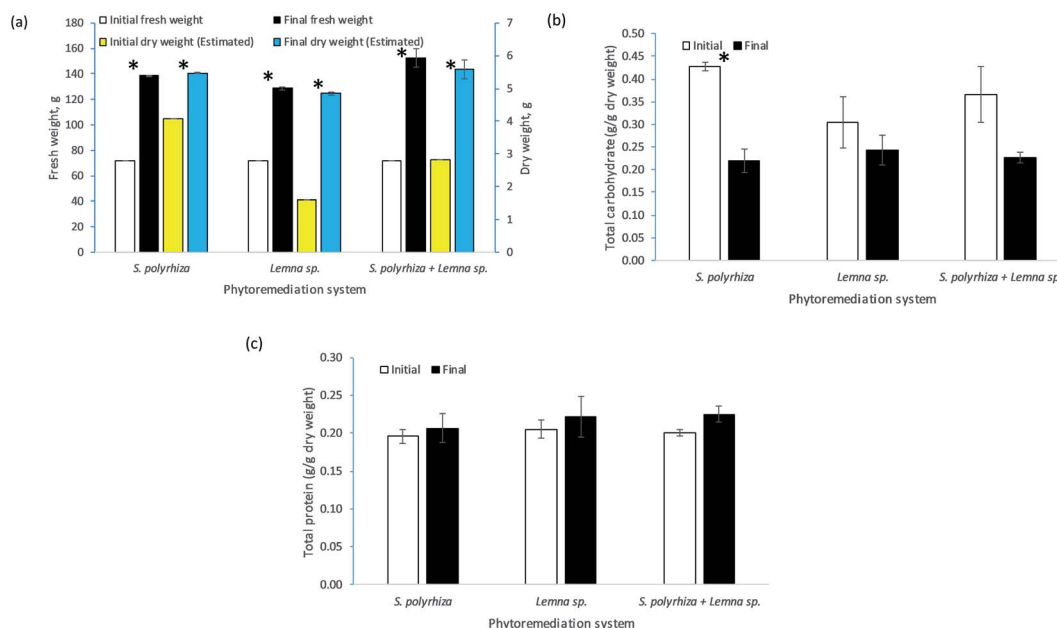 (a)
Initial fresh weight Final fresh weight
Initial dry weight (Estimated) Final dry weight (Estimated)
180
160
140
120
100
80
60
40
20
0
Fresh weight, g
7
6
5
4
3
2
1
0
Dry weight, g
* * * * * *
S. polyrhiza Lemna sp. S. polyrhiza + Lemna sp.
Phytoremediation system
(b)
Initial Final
0.50
0.45
0.40
0.35
0.30
0.25
0.20
0.15
0.10
0.05
0.00
Total carbohydrate (g/g dry weight)
*
S. polyrhiza Lemna sp. S. polyrhiza + Lemna sp
Phytoremediation system
(c)
Initial Final
0.30
0.25
0.20
0.15
0.10
0.05
0.00
Total protein (g/g dry weight)
S. polyrhiza Lemna sp. S. polyrhiza + Lemna sp.
Phytoremediation system